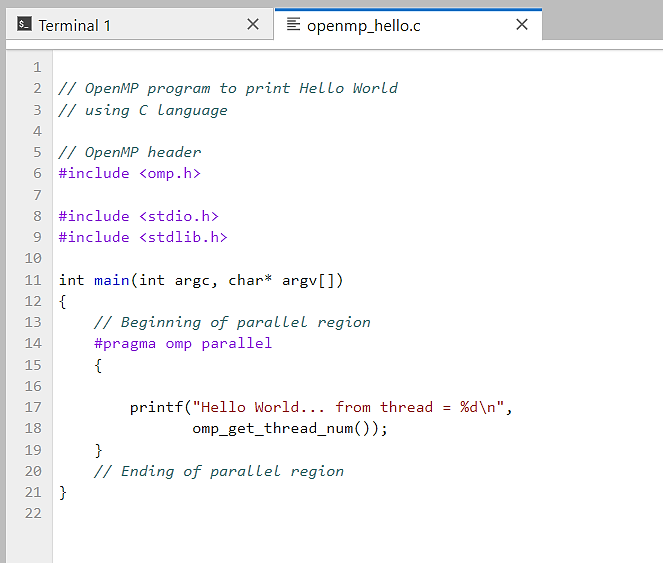 Terminal 1
openmp_hello.c
1
2 // OpenMP program to print Hello World
3 // using C language
4
5 // OpenMP header
6 #include <omp.h>
7
8 #include <stdio.h>
9 #include <stdlib.h>
10
11 int main(int argc, char* argv[])
12 {
13     // Beginning of parallel region
14     #pragma omp parallel
15     {
16
17         printf("Hello World... from thread = %d\n",
18                omp_get_thread_num());
19     }
20     // Ending of parallel region
21 }
22